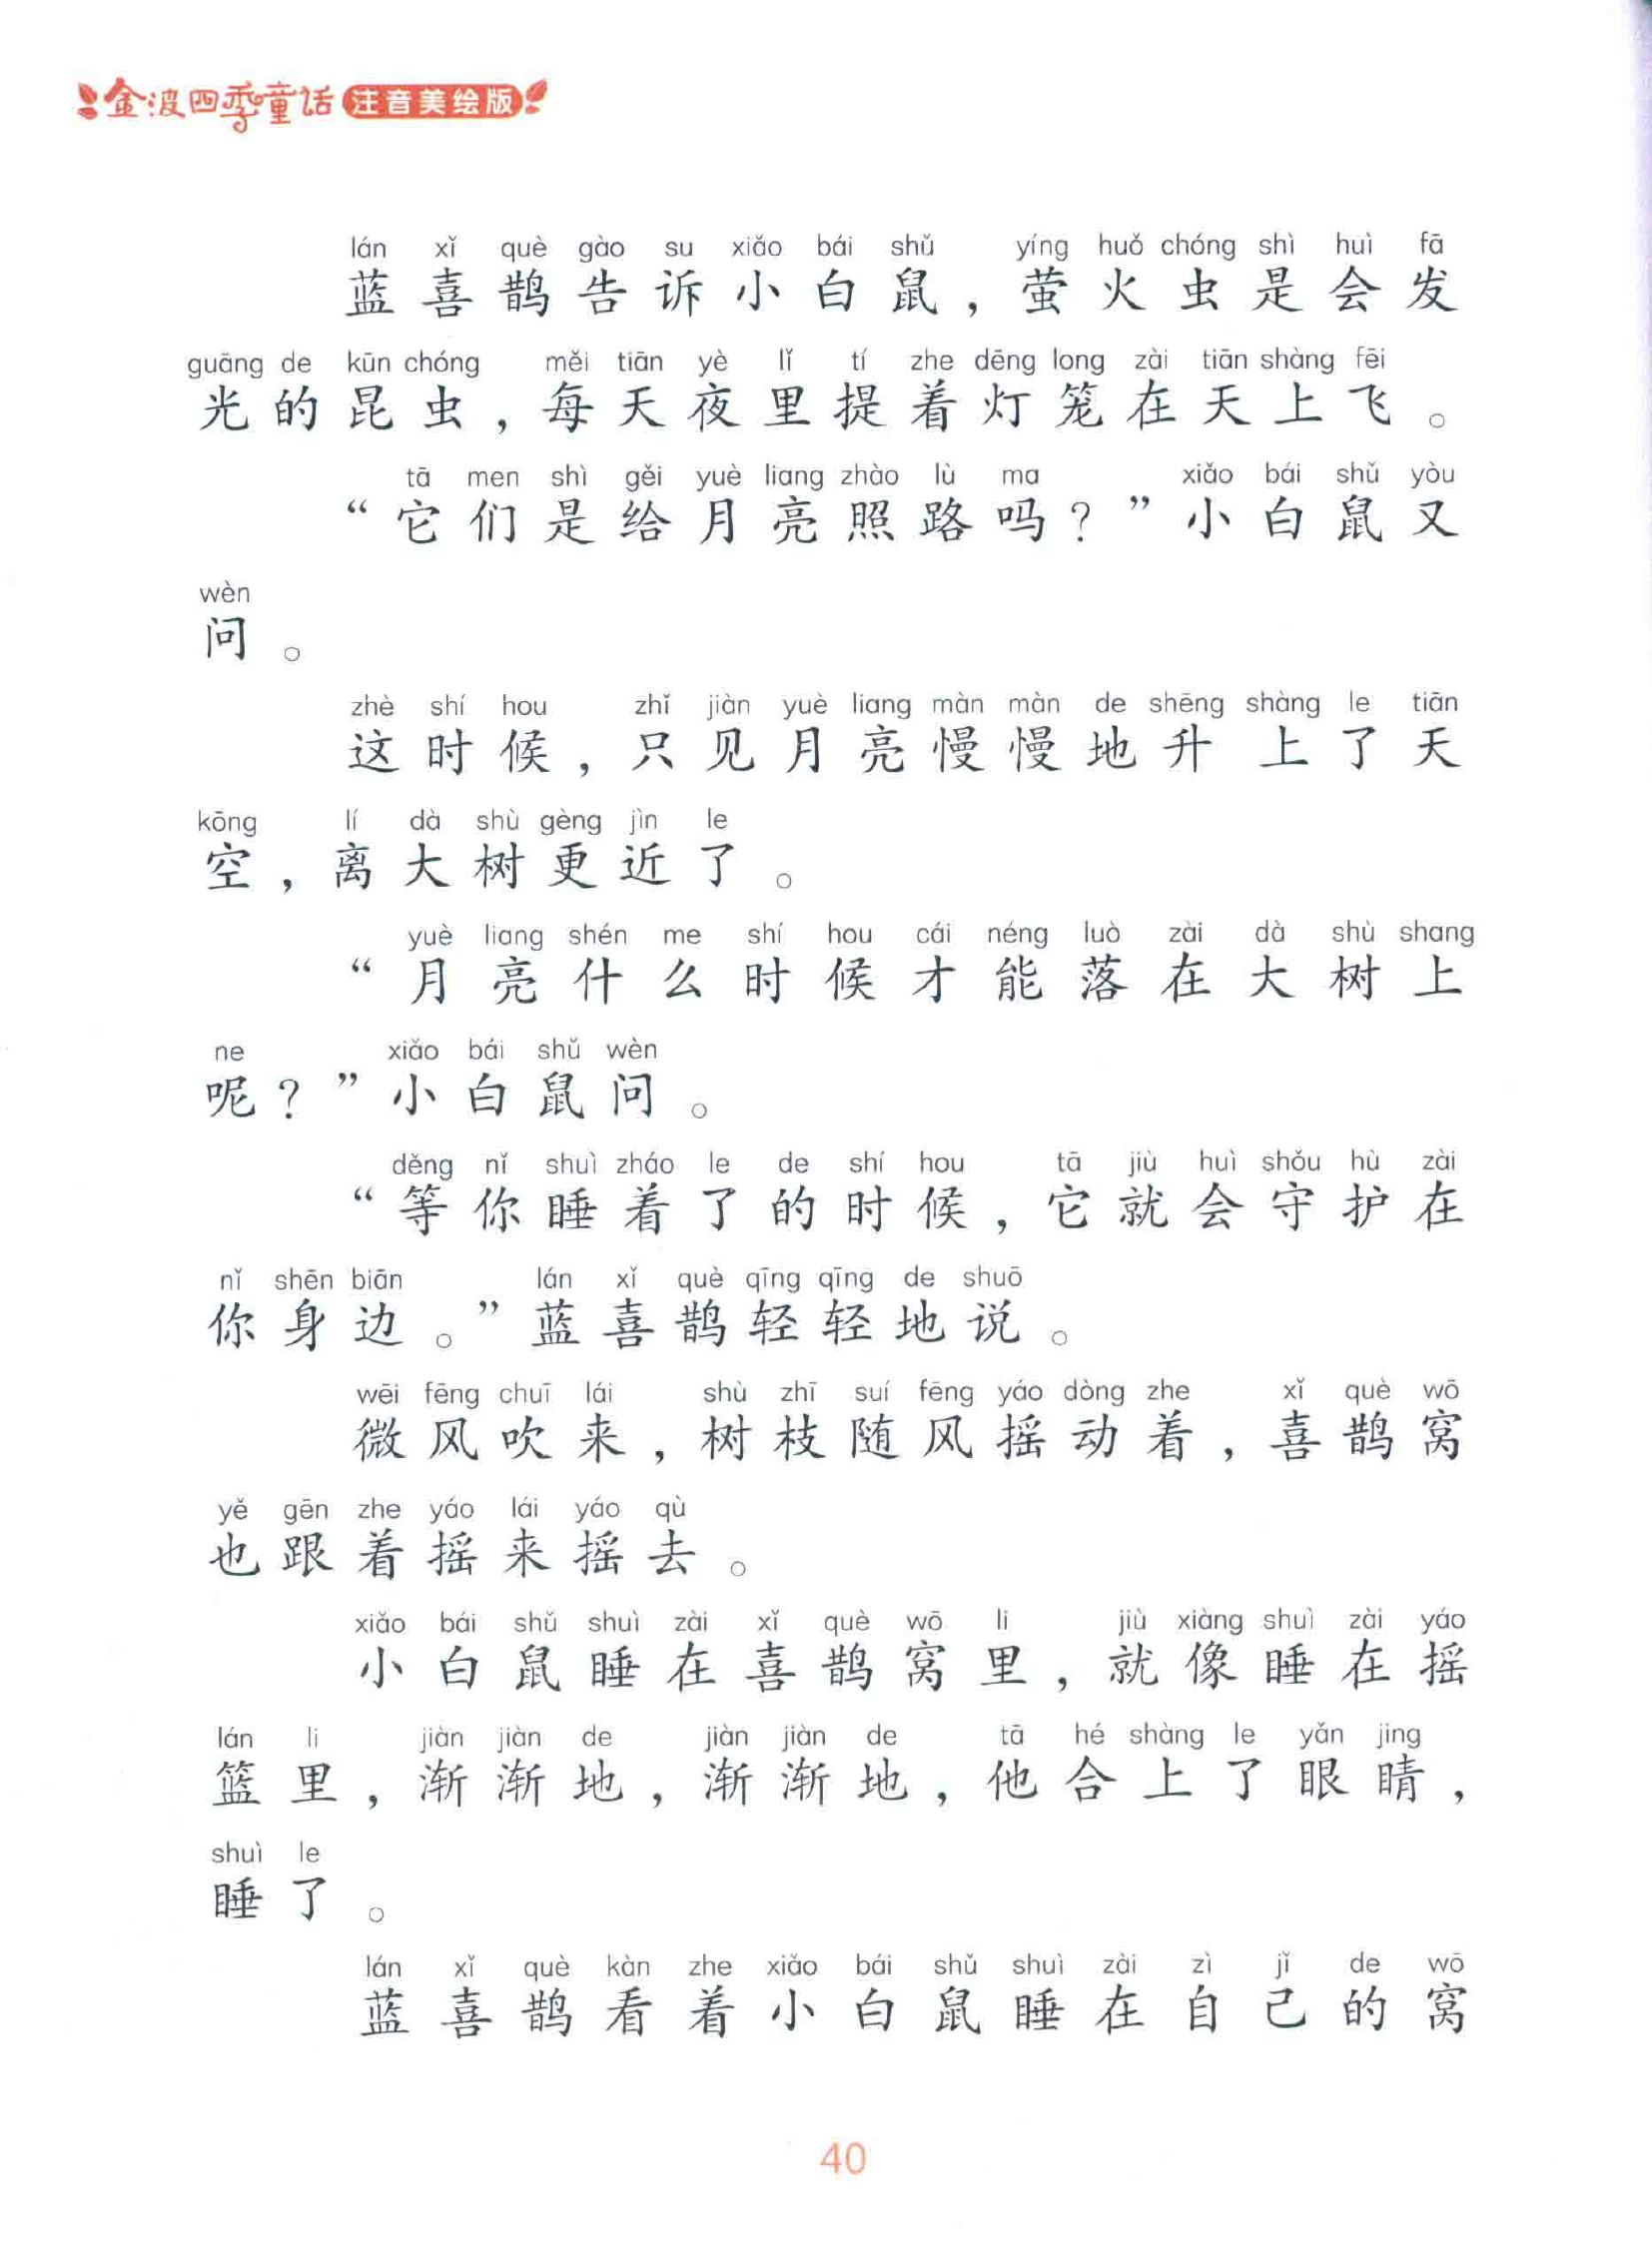 金波四季童话 注音美绘版
lán xǐ què gào su xiǎo bái shǔ yíng huǒ chóng shì huì fā
蓝喜鹊告诉小白鼠，萤火虫是会发
guāng de kūn chóng měi tiān yè lǐ tí zhe dēng long zài tiān shàng fēi
光的昆虫，每天夜里提着灯笼在天上飞。
tā men shì gěi yuè liang zhào lù ma xiǎo bái shǔ yòu
“它们是给月亮照路吗？”小白鼠又
wèn
问。
zhè shí hou zhǐ jiàn yuè liang màn màn de shēng shàng le tiān
这时候，只见月亮慢慢地升上了天
kōng lí dà shù gèng jìn le
空，离大树更近了。
yuè liang shén me shí hou cái néng luò zài dà shù shang
“月亮什么时候才能落在大树上
ne xiǎo bái shǔ wèn
呢？”小白鼠问。
děng nǐ shuì zháo le de shí hou tā jiù huì shǒu hù zài
“等你睡着了的时候，它就会守护在
nǐ shēn biān lán xǐ què qīng qīng de shuō
你身边。”蓝喜鹊轻轻地说。
wēi fēng chuī lái shù zhī suí fēng yáo dòng zhe xǐ què wō
微风吹来，树枝随风摇动着，喜鹊窝
yě gēn zhe yáo lái yáo qù
也跟着摇来摇去。
xiǎo bái shǔ shuì zài xǐ què wō li jiù xiàng shuì zài yáo
小白鼠睡在喜鹊窝里，就像睡在摇
lán li jiàn jiàn de jiàn jiàn de tā hé shàng le yǎn jing
篮里，渐渐地，渐渐地，他合上了眼睛，
shuì le
睡了。
lán xǐ què kàn zhe xiǎo bái shǔ shuì zài zì jǐ de wō
蓝喜鹊看着小白鼠睡在自己的窝
40